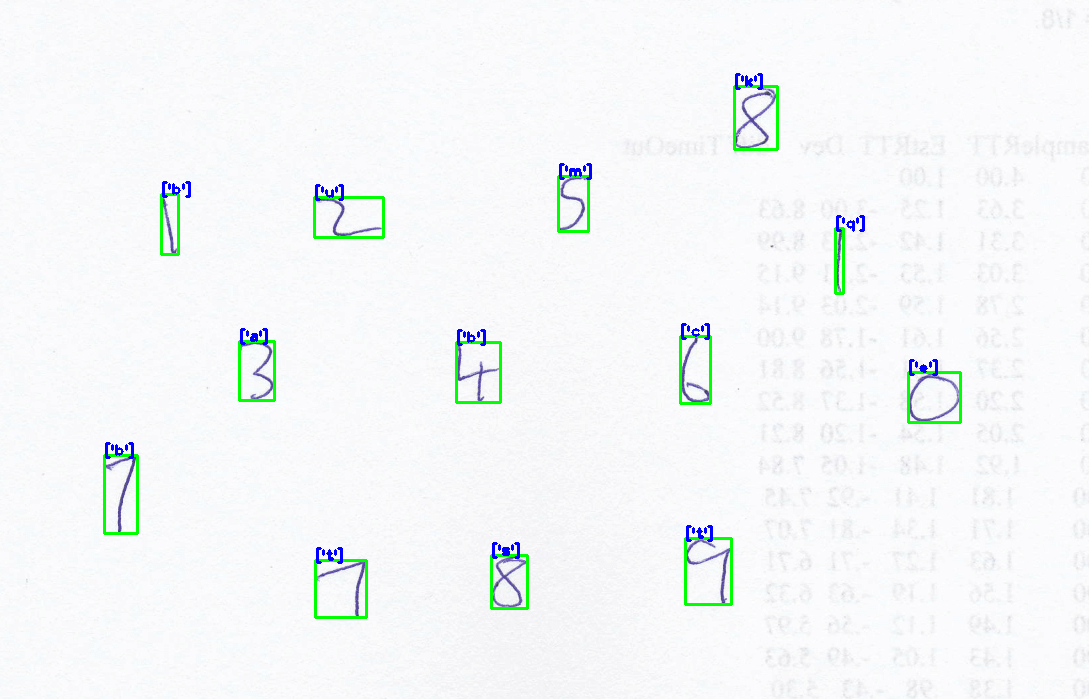 1/8.
['k']
8
['b']
1
['u']
2
['m']
5
['q']
1
SampleRTT EstRTT Dev TimeOut
4.00 1.00
3.63 1.25 -3.00 8.63
3.31 1.42 9.99
3.03 1.53 9.15
2.78 1.59 -2.03 9.14
2.56 -1.78 9.00
2.37 -1.56 8.81
2.20 -1.37 8.52
2.05 1.54 -1.20 8.21
1.92 1.48 -1.05 7.84
1.81 1.41 -.92 7.45
1.71 1.34 -.81 7.07
1.63 1.27 -.71 6.71
1.56 1.19 -.63 6.32
1.49 1.12 -.56 5.97
1.43 1.05 -.49 5.63
1.38 .98 -.43 5.30
['a']
3
['b']
4
['c']
6
['e']
0
['b']
7
['t']
7
['s']
8
['t']
9